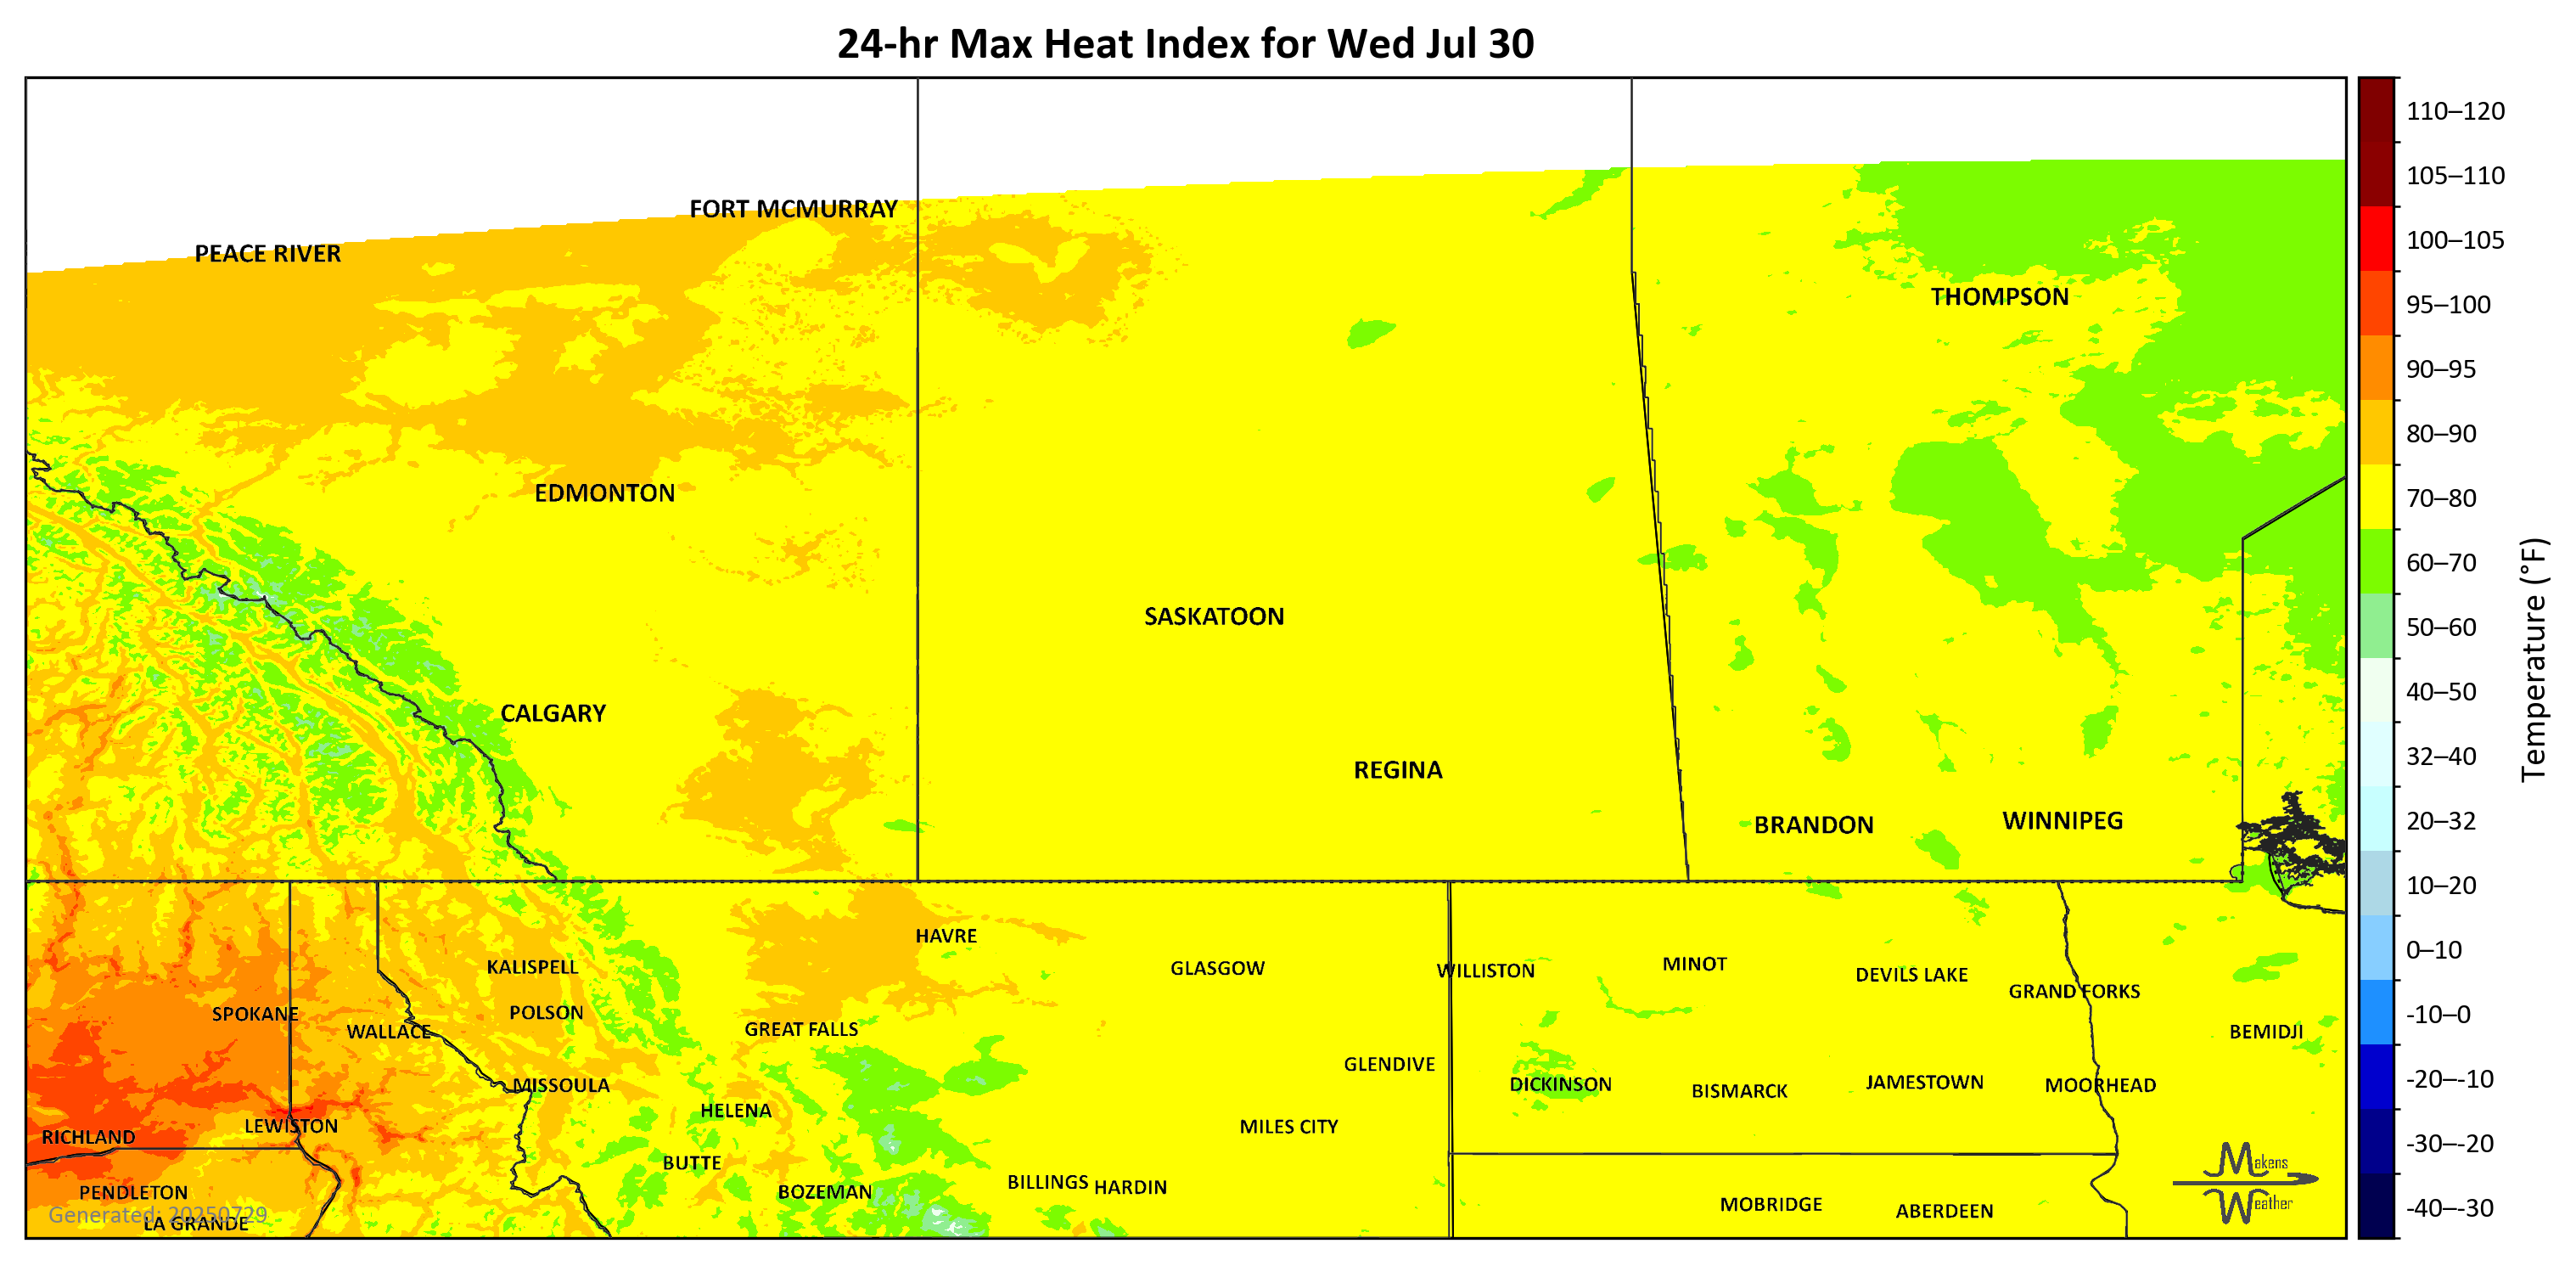 24-hr Max Heat Index for Wed Jul 30
FORT MCMURRAY
PEACE RIVER
THOMPSON
EDMONTON
SASKATOON
CALGARY
REGINA
BRANDON
WINNIPEG
HAVRE
KALISPELL
GLASGOW
WILLISTON
MINOT
DEVILS LAKE
GRAND FORKS
SPOKANE
POLSON
WALLACE
GREAT FALLS
BEMIDJI
GLENDIVE
MISSOULA
DICKINSON
BISMARCK
JAMESTOWN
MOORHEAD
HELENA
LEWISTON
MILES CITY
RICHLAND
BUTTE
PENDLETON
BOZEMAN
BILLINGS
HARDIN
MOBRIDGE
ABERDEEN
Generated: 20250729
LA GRANDE
Makens
Weather
110–120
105–110
100–105
95–100
90–95
80–90
70–80
60–70
50–60
40–50
32–40
20–32
10–20
0–10
-10–0
-20–-10
-30–-20
-40–-30
Temperature (°F)